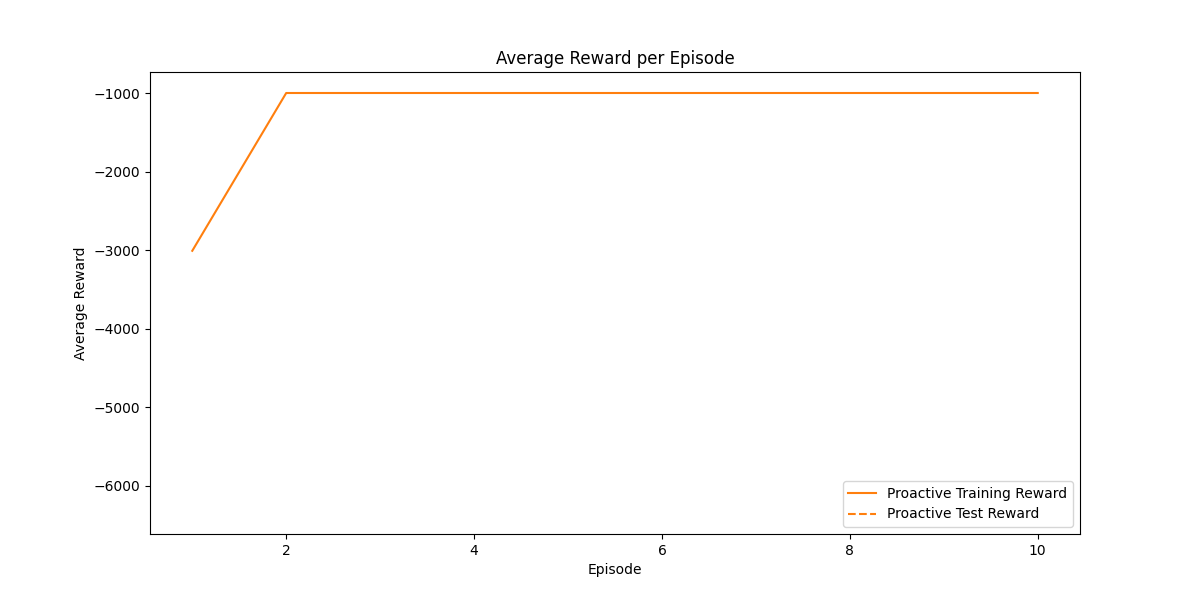 Average Reward per Episode
−1000
−2000
−3000
−4000
−5000
−6000
Average Reward
Proactive Training Reward
Proactive Test Reward
2 4 6 8 10
Episode